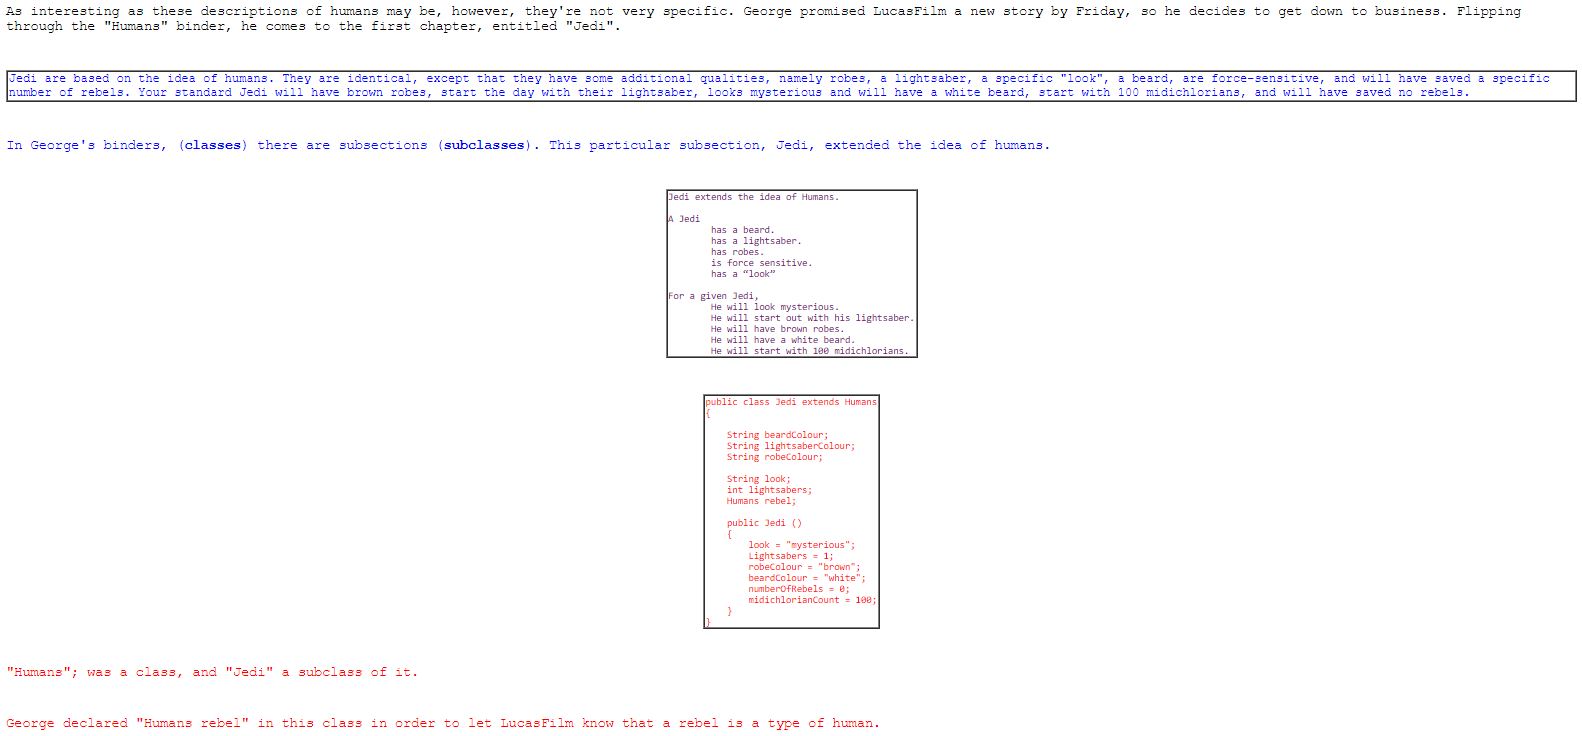 As interesting as these descriptions of humans may be, however, they're not very specific. George promised LucasFilm a new story by Friday, so he decides to get down to business. Flipping
through the "Humans" binder, he comes to the first chapter, entitled "Jedi".
Jedi are based on the idea of humans. They are identical, except that they have some additional qualities, namely robes, a lightsaber, a specific "look", a beard, are force-sensitive, and will have saved a specific
number of rebels. Your standard Jedi will have brown robes, start the day with their lightsaber, looks mysterious and will have a white beard, start with 100 midichlorians, and will have saved no rebels.
In George's binders, (classes) there are subsections (subclasses). This particular subsection, Jedi, extended the idea of humans.
Jedi extends the idea of Humans.
A Jedi
has a beard.
has a lightsaber.
has robes.
is force sensitive.
has a “look”
For a given Jedi,
He will look mysterious.
He will start out with his lightsaber.
He will have brown robes.
He will have a white beard.
He will start with 100 midichlorians.
public class Jedi extends Humans
{
String beardColour;
String lightsaberColour;
String robeColour;
String look;
int lightsabers;
Humans rebel;
public Jedi ()
{
look = "mysterious";
Lightsabers = 1;
robeColour = "brown";
beardColour = "white";
numberOfRebels = 0;
midichlorianCount = 100;
}
}
"Humans"; was a class, and "Jedi" a subclass of it.
George declared "Humans rebel" in this class in order to let LucasFilm know that a rebel is a type of human.